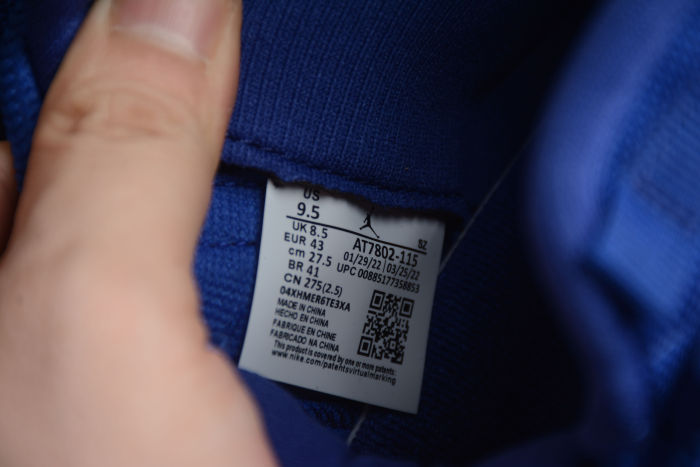 US
9.5
UK 8.5
EUR 43
cm 27.5
BR 41
CN 275(2.5)
SZ
AT7802-115
01/29/22 03/25/22
UPC 00885177358853
04XHMER6TE3XA
MADE IN CHINA
HECHO EN CHINA
FABRIQUE EN CHINE
FABRICADO NA CHINA
This product is covered by one or more patents:
www.nike.com/patentsvirtualmarking